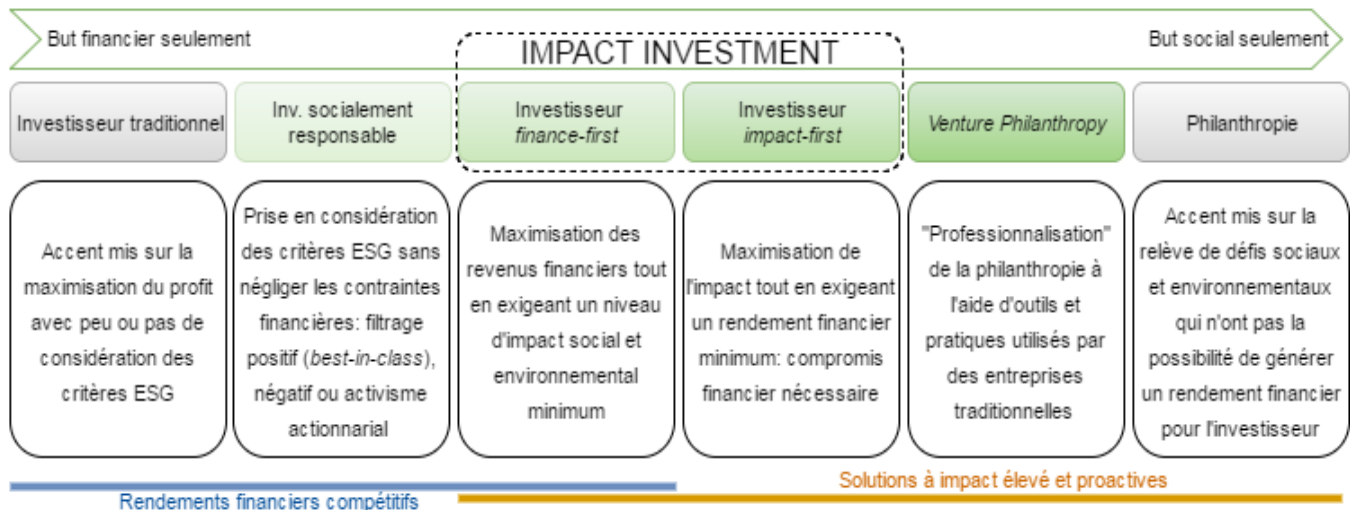 But financier seulement
IMPACT INVESTMENT
But social seulement
Investisseur traditionnel
Inv. socialement
responsable
Investisseur
finance-first
Investisseur
impact-first
Venture Philanthropy
Philanthropie
Accent mis sur la
maximisation du profit
avec peu ou pas de
considération des
critères ESG
Prise en considération
des critères ESG sans
négliger les contraintes
financières: filtrage
positif (best-in-class),
négatif ou activisme
actionnarial
Maximisation des
revenus financiers tout
en exigeant un niveau
d'impact social et
environnemental
minimum
Maximisation de
l'impact tout en exigeant
un rendement financier
minimum: compromis
financier nécessaire
"Professionnalisation"
de la philanthropie à
l'aide d'outils et
pratiques utilisés par
des entreprises
traditionnelles
Accent mis sur la
relève de défis sociaux
et environnementaux
qui n'ont pas la
possibilité de générer
un rendement financier
pour l'investisseur
Rendements financiers compétitifs
Solutions à impact élevé et proactives